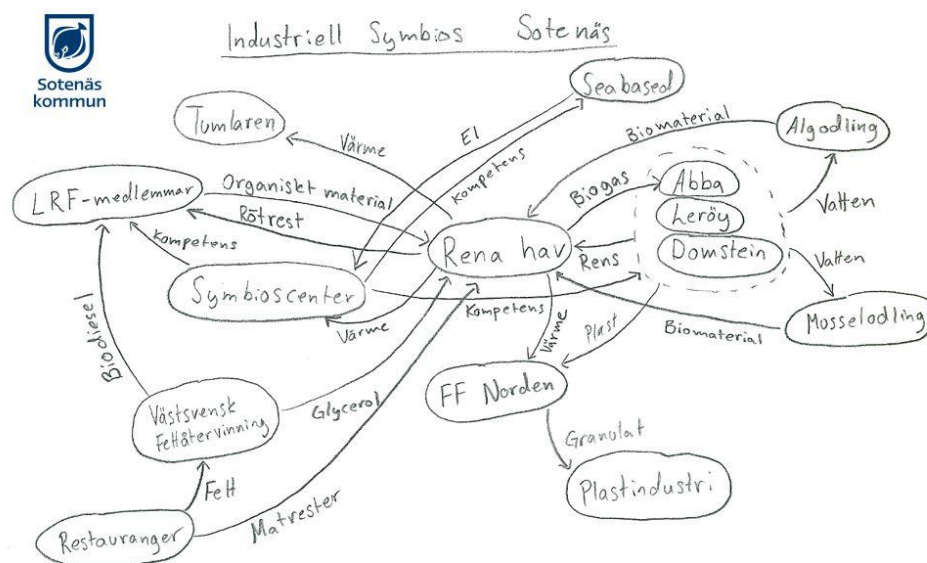 Industriell Symbios Sotenäs
Sotenäs
kommun
Seabased
Tumlaren
Värme
El
Kompetens
Biomaterial
Algodling
LRF-medlemmar
Organiskt material
Rötrest
Biogas
Abba
Leröy
Domstein
Vatten
Kompetens
Rena hav
Rens
Vatten
Symbioscenter
Värme
Kompetens
Värme
Plast
Biomaterial
Mosselodling
Biodiesel
Västsvensk
Fettåtervinning
Glycerol
FF Norden
Granulat
Fett
Matrester
Plastindustri
Restauranger